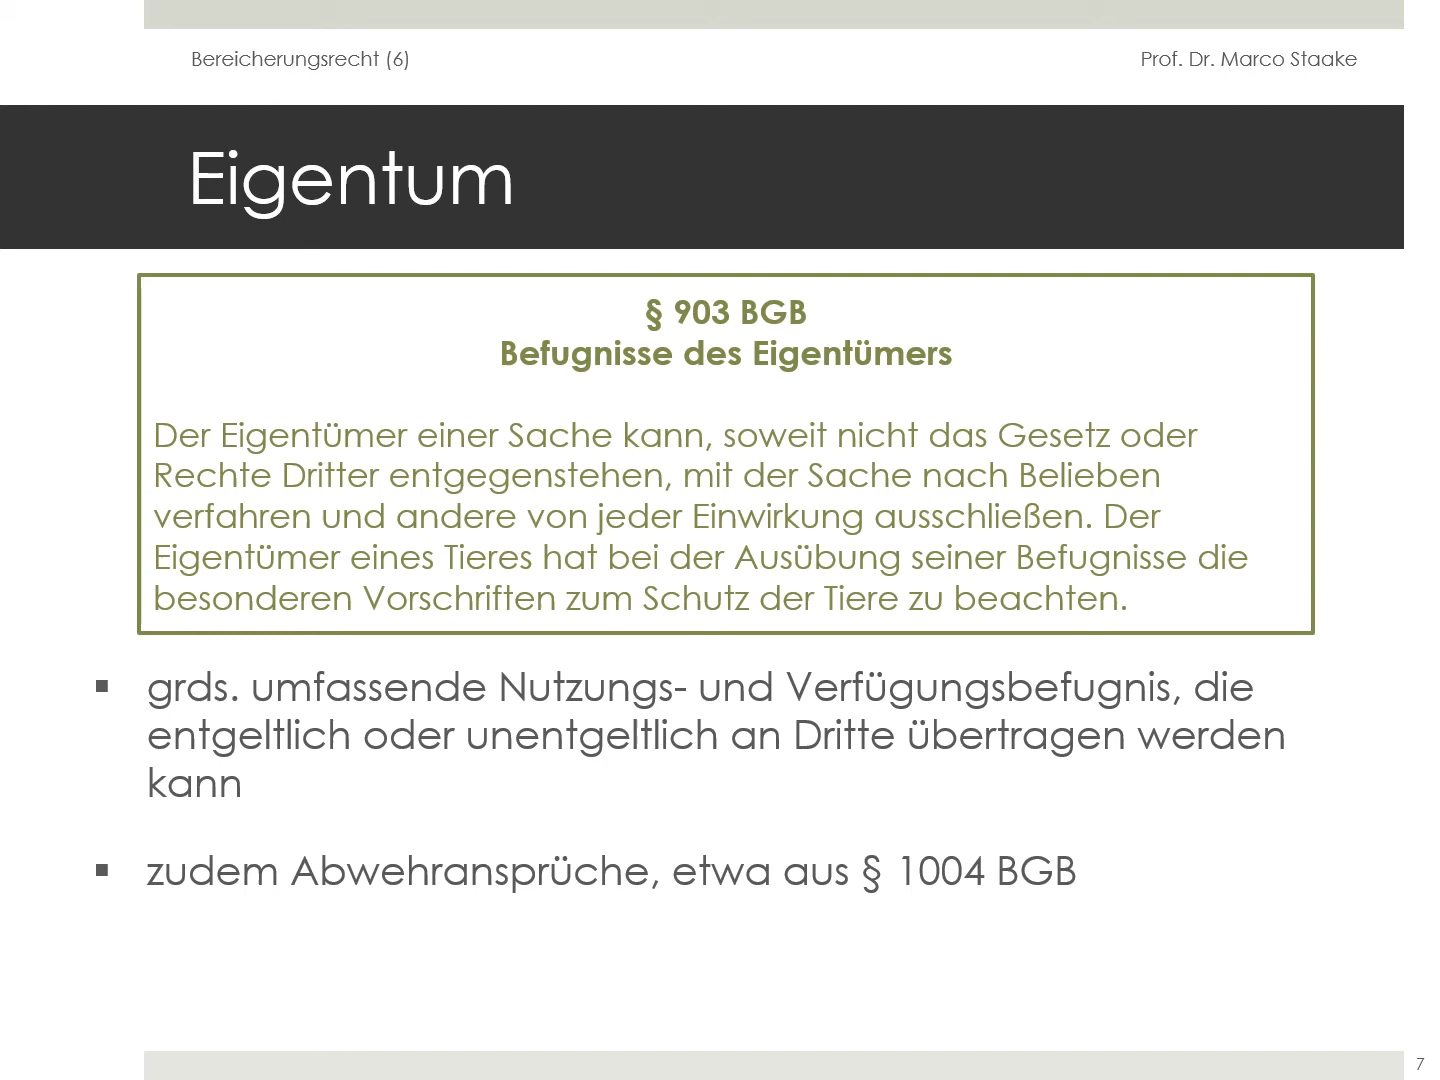 Bereicherungsrecht (6)
Prof. Dr. Marco Staake
Eigentum
§ 903 BGB
Befugnisse des Eigentümers
Der Eigentümer einer Sache kann, soweit nicht das Gesetz oder
Rechte Dritter entgegenstehen, mit der Sache nach Belieben
verfahren und andere von jeder Einwirkung ausschließen. Der
Eigentümer eines Tieres hat bei der Ausübung seiner Befugnisse die
besonderen Vorschriften zum Schutz der Tiere zu beachten.
▪ grds. umfassende Nutzungs- und Verfügungsbefugnis, die
entgeltlich oder unentgeltlich an Dritte übertragen werden
kann
▪ zudem Abwehransprüche, etwa aus § 1004 BGB
7